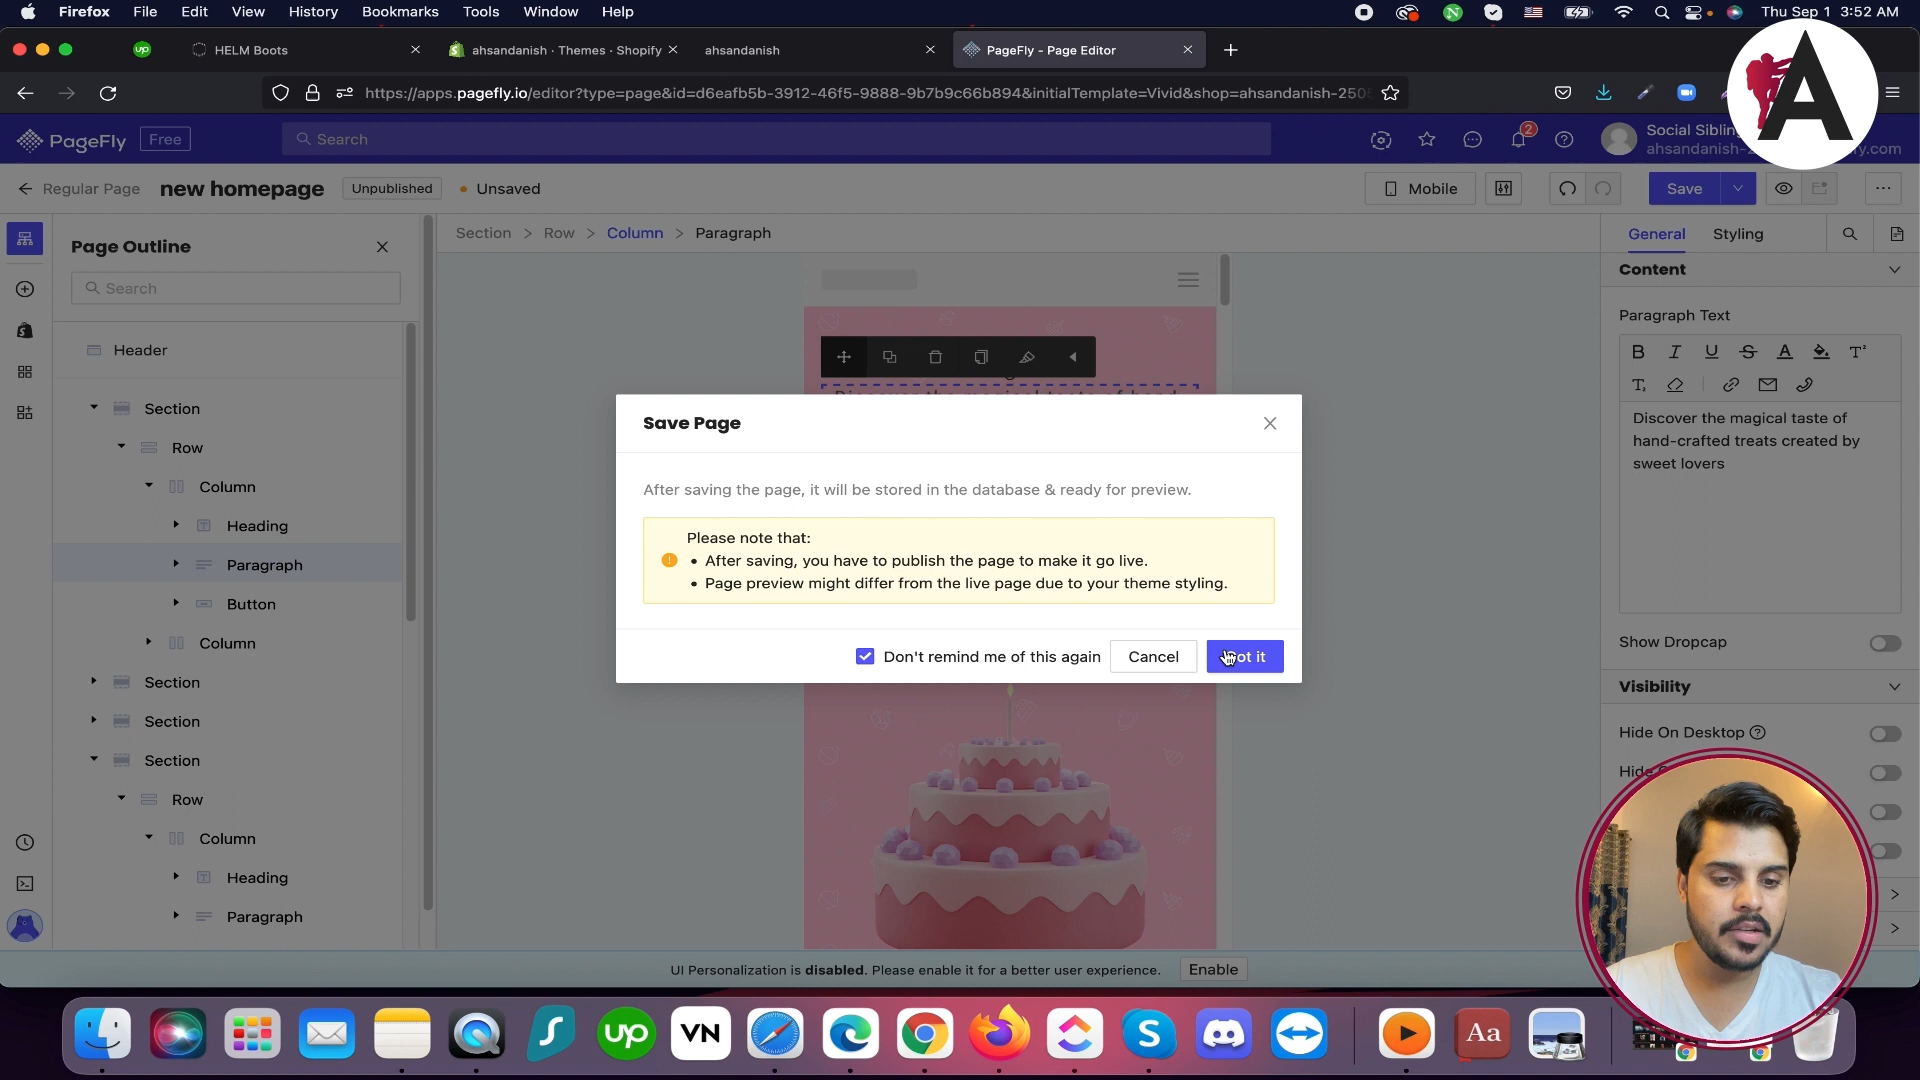 Firefox File Edit View History Bookmarks Tools Window Help Thu Sep 1 3:52 AM
HELM Boots ahsandanish · Themes · Shopify ahsandanish PageFly - Page Editor
https://apps.pagefly.io/editor?type=page&id=d6eafb5b-3912-46f5-9888-9b7b9c66b894&initialTemplate=Vivid&shop=ahsandanish-250
PageFly Free Search 2 Social Sibling
ahsandanish-
Regular Page new homepage Unpublished Unsaved Mobile Save
Page Outline
Search
Header
Section
Row
Column
Heading
Paragraph
Button
Column
Section
Section
Section
Row
Column
Heading
Paragraph
Section > Row > Column > Paragraph
Save Page
After saving the page, it will be stored in the database & ready for preview.
Please note that:
• After saving, you have to publish the page to make it go live.
• Page preview might differ from the live page due to your theme styling.
Don't remind me of this again Cancel Got it
General Styling
Content
Paragraph Text
Discover the magical taste of
hand-crafted treats created by
sweet lovers
Show Dropcap
Visibility
Hide On Desktop
UI Personalization is disabled. Please enable it for a better user experience. Enable
up VN S Aa
A